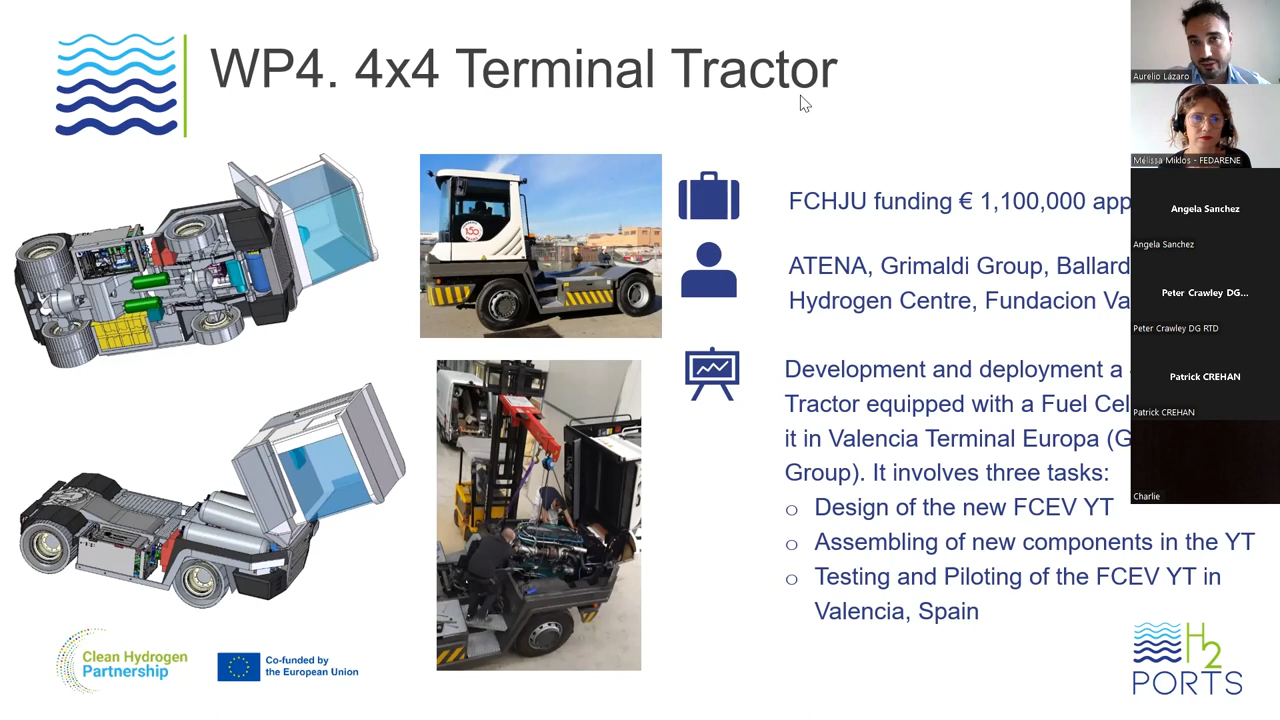 WP4. 4x4 Terminal Tractor
FCHJU funding € 1,100,000 app
ATENA, Grimaldi Group, Ballard
Hydrogen Centre, Fundacion Va
Development and deployment a
Tractor equipped with a Fuel Cel
it in Valencia Terminal Europa (G
Group). It involves three tasks:
o Design of the new FCEV YT
o Assembling of new components in the YT
o Testing and Piloting of the FCEV YT in
Valencia, Spain
150
Clean Hydrogen
Partnership
Co-funded by
the European Union
H2
PORTS
Aurelio Lázaro
Mélissa Miklos - FEDARENE
Angela Sanchez
Angela Sanchez
Peter Crawley DG...
Peter Crawley DG RTD
Patrick CREHAN
Patrick CREHAN
Charlie